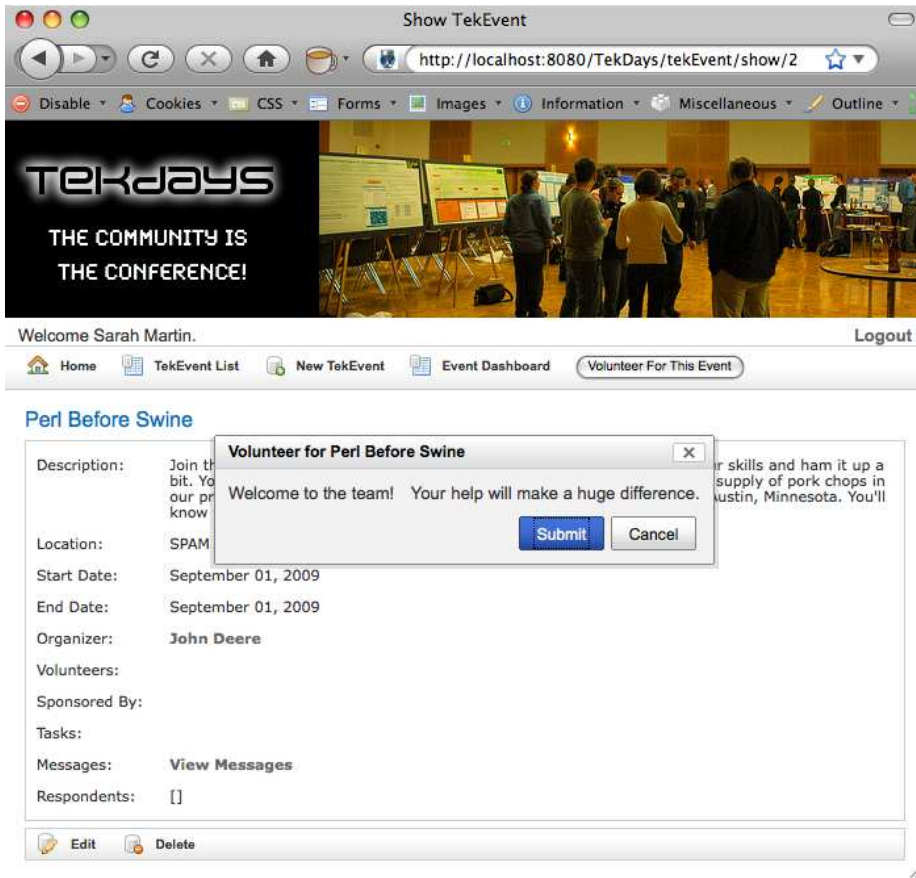 Show TekEvent
http://localhost:8080/TekDays/tekEvent/show/2
Disable Cookies CSS Forms Images Information Miscellaneous Outline
TEKDAYS
THE COMMUNITY IS
THE CONFERENCE!
Welcome Sarah Martin. Logout
Home TekEvent List New TekEvent Event Dashboard Volunteer For This Event
Perl Before Swine
Volunteer for Perl Before Swine
Welcome to the team! Your help will make a huge difference.
Submit Cancel
Description: Join skills and ham it up a
bit. supply of pork chops in
our Austin, Minnesota. You'll
know
Location: SPAM
Start Date: September 01, 2009
End Date: September 01, 2009
Organizer: John Deere
Volunteers:
Sponsored By:
Tasks:
Messages: View Messages
Respondents: []
Edit Delete